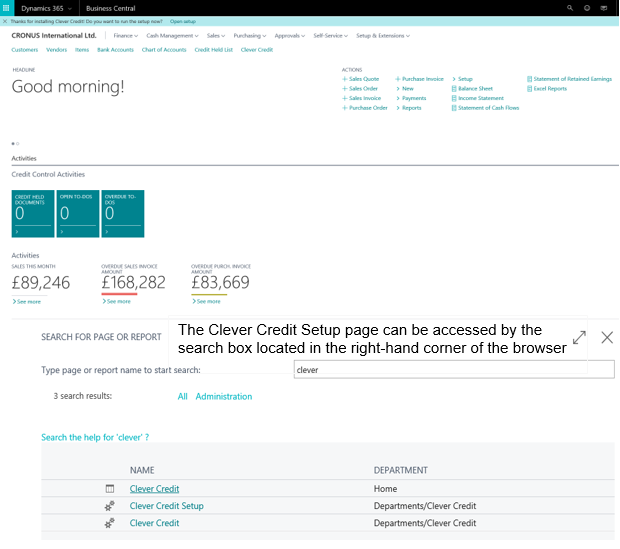 Dynamics 365 Business Central
Thanks for installing Clever Credit! Do you want to run the setup now? Open setup
CRONUS International Ltd. Finance Cash Management Sales Purchasing Approvals Self-Service Setup & Extensions
Customers Vendors Items Bank Accounts Chart of Accounts Credit Held List Clever Credit
HEADLINE
Good morning!
ACTIONS
+ Sales Quote + Purchase Invoice > Setup Statement of Retained Earnings
+ Sales Order > New Balance Sheet Excel Reports
+ Sales Invoice > Payments Income Statement
+ Purchase Order > Reports Statement of Cash Flows
Activities
Credit Control Activities
CREDIT HELD DOCUMENTS
0
OPEN TO-DOS
0
OVERDUE TO-DOS
0
Activities
SALES THIS MONTH
£89,246
> See more
OVERDUE SALES INVOICE AMOUNT
£168,282
> See more
OVERDUE PURCH. INVOICE AMOUNT
£83,669
> See more
SEARCH FOR PAGE OR REPORT
The Clever Credit Setup page can be accessed by the
search box located in the right-hand corner of the browser
Type page or report name to start search: clever
3 search results: All Administration
Search the help for 'clever' ?
NAME DEPARTMENT
Clever Credit Home
Clever Credit Setup Departments/Clever Credit
Clever Credit Departments/Clever Credit